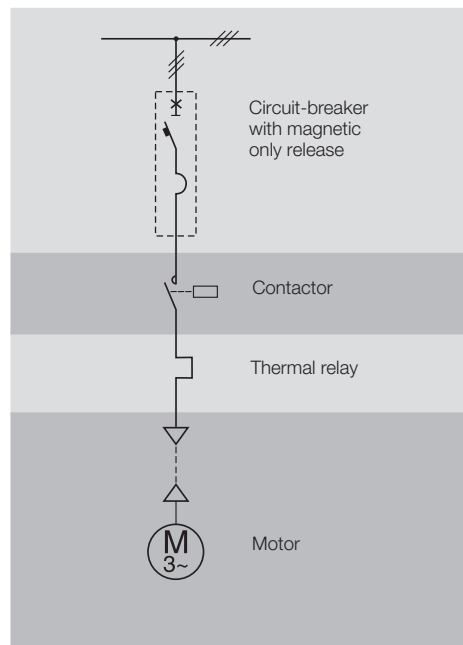 Circuit-breaker
with magnetic
only release
Contactor
Thermal relay
M
3~
Motor